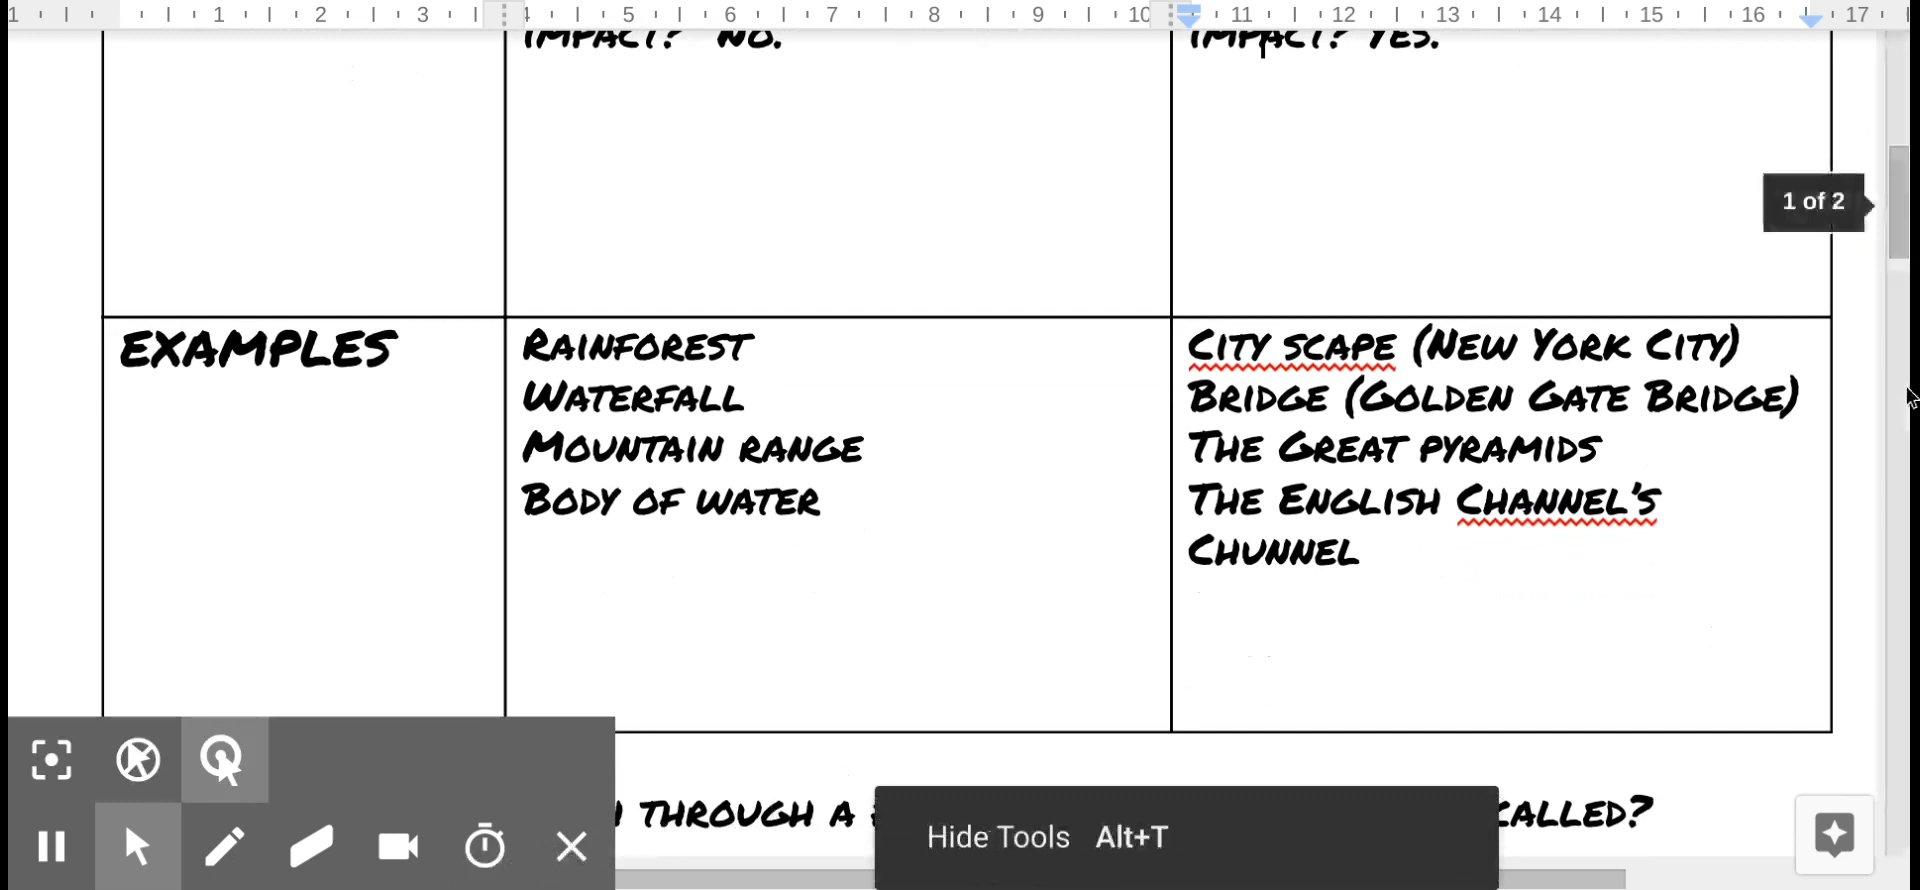 1 1 2 3 4 5 6 7 8 9 10 11 12 13 14 15 16 17
IMPACT? NO.
IMPACT? YES.
1 of 2
EXAMPLES
RAINFOREST
WATERFALL
MOUNTAIN RANGE
BODY OF WATER
CITY SCAPE (NEW YORK CITY)
BRIDGE (GOLDEN GATE BRIDGE)
THE GREAT PYRAMIDS
THE ENGLISH CHANNEL'S
CHUNNEL
THROUGH A CALLED?
Hide Tools Alt+T